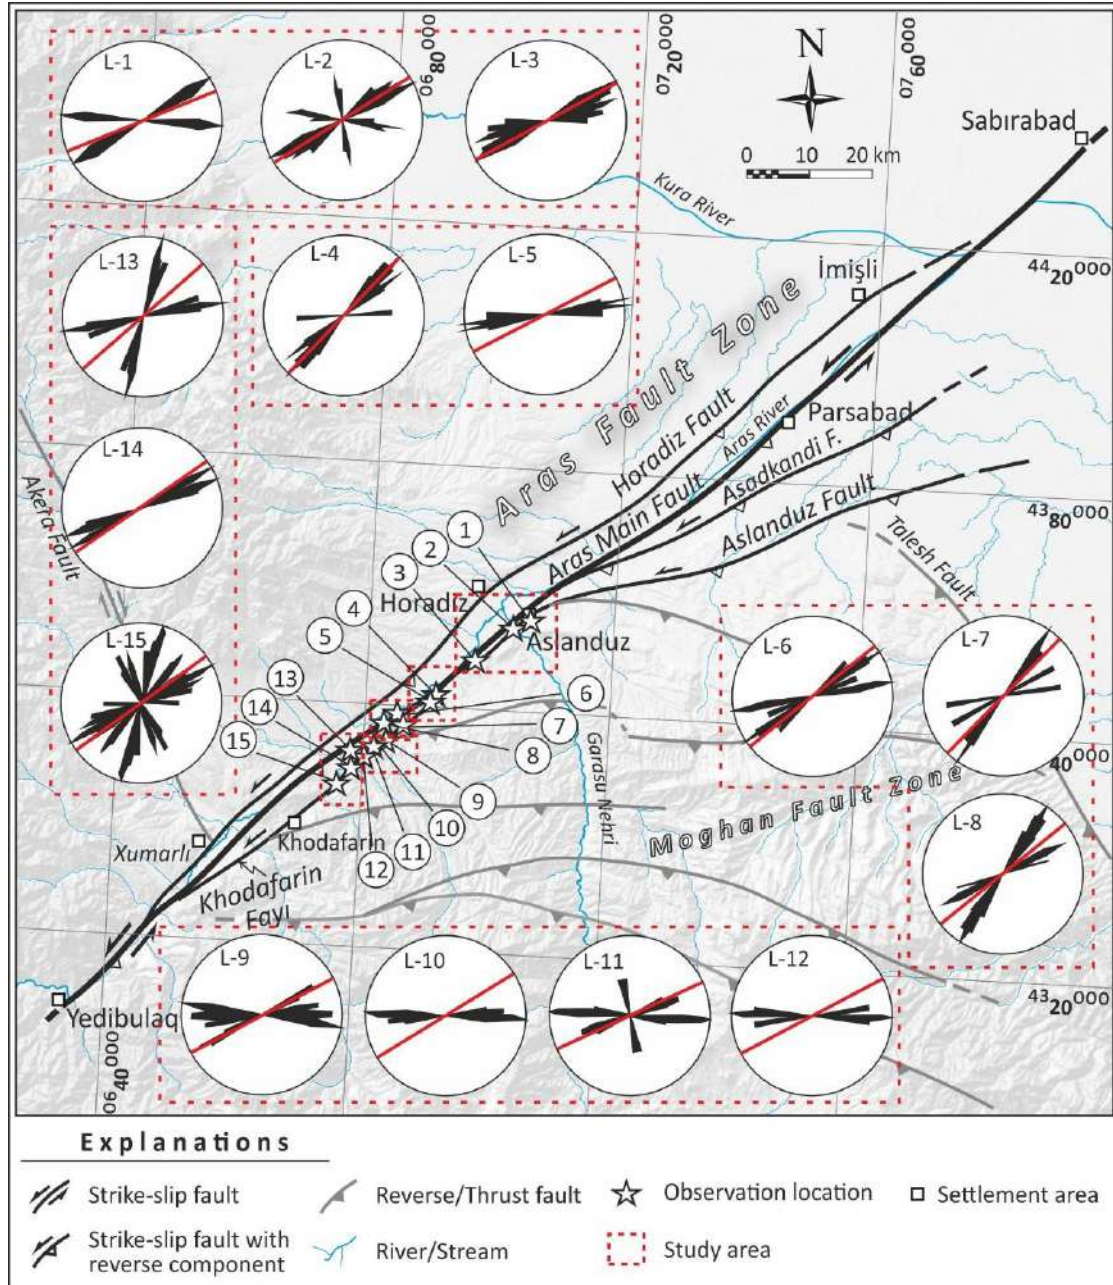 L-1
L-2
L-3
06 80 000
07 20 000
07 60 000
N
Sabırabad
0 10 20 km
Kura River
L-13
L-4
L-5
44 20 000
İmişli
Aras Fault Zone
Horadiz Fault
Aras River
Parsabad
Aras Main Fault
Asadkandi F.
Aslanduz Fault
L-14
Akera Fault
43 80 000
Talesh Fault
1
2
3
4
5
Horadiz
Aslanduz
L-15
L-6
L-7
13
14
15
6
7
8
9
10
11
12
Garasu Nehri
40 000
Moghan Fault Zone
L-8
Xumarlı
Khodafarin
Khodafarin
Fayı
L-9
L-10
L-11
L-12
43 20 000
Yedibulaq
06 40 000
Explanations
Strike-slip fault
Reverse/Thrust fault
Observation location
Settlement area
Strike-slip fault with
reverse component
River/Stream
Study area